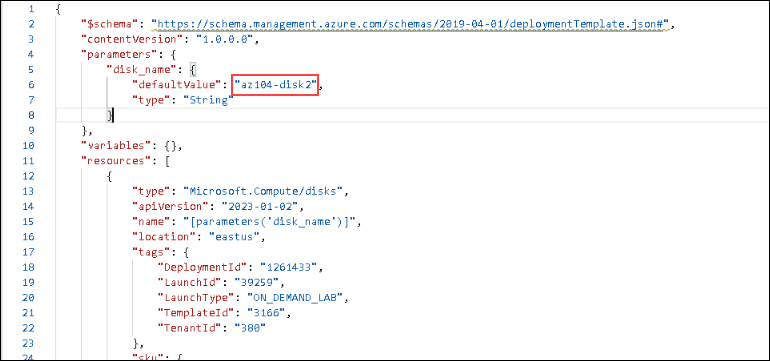 1 {
2 "$schema": "https://schema.management.azure.com/schemas/2019-04-01/deploymentTemplate.json#",
3 "contentVersion": "1.0.0.0",
4 "parameters": {
5 "disk_name": {
6 "defaultValue": "az104-disk2",
7 "type": "String"
8 }
9 },
10 "variables": {},
11 "resources": [
12 {
13 "type": "Microsoft.Compute/disks",
14 "apiVersion": "2023-01-02",
15 "name": "[parameters('disk_name')]",
16 "location": "eastus",
17 "tags": {
18 "DeploymentId": "1261433",
19 "LaunchId": "39259",
20 "LaunchType": "ON_DEMAND_LAB",
21 "TemplateId": "3166",
22 "TenantId": "380"
23 },
24 "sku": {